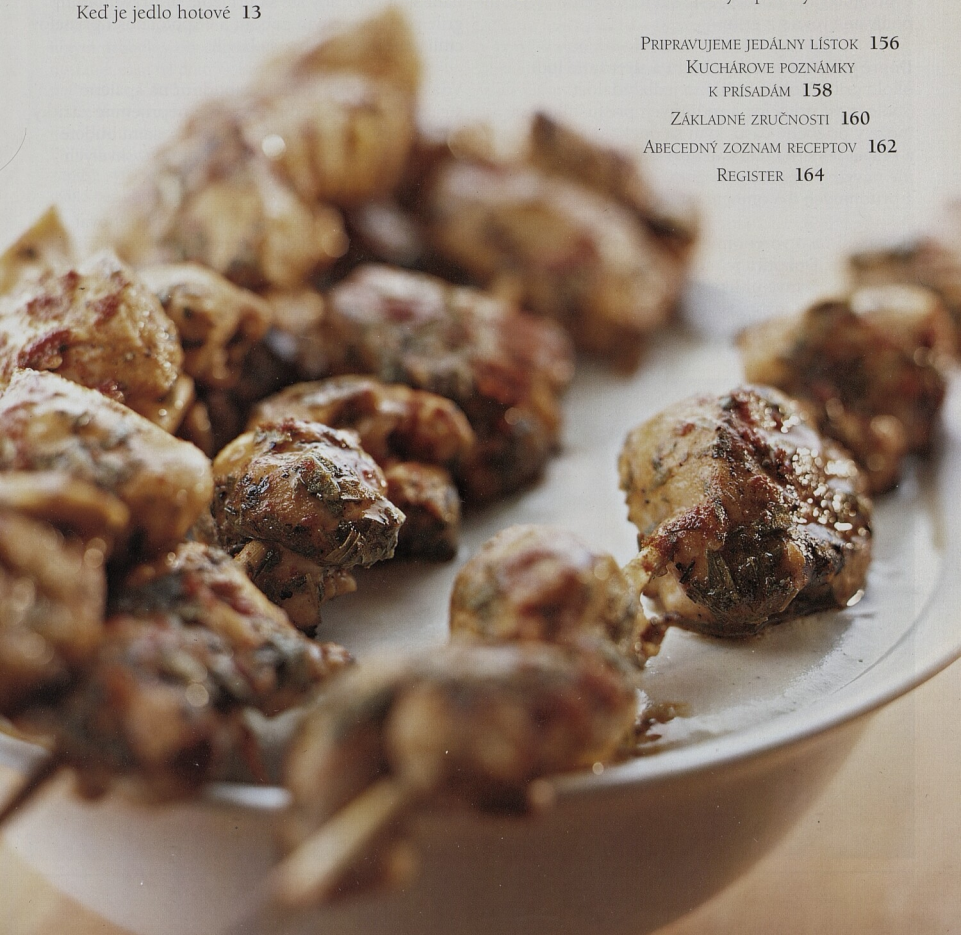 Keď je jedlo hotové 13
Pripravujeme jedálny lístok 156
Kuchárove poznámky
k prísadám 158
Základné zručnosti 160
Abecedný zoznam receptov 162
Register 164